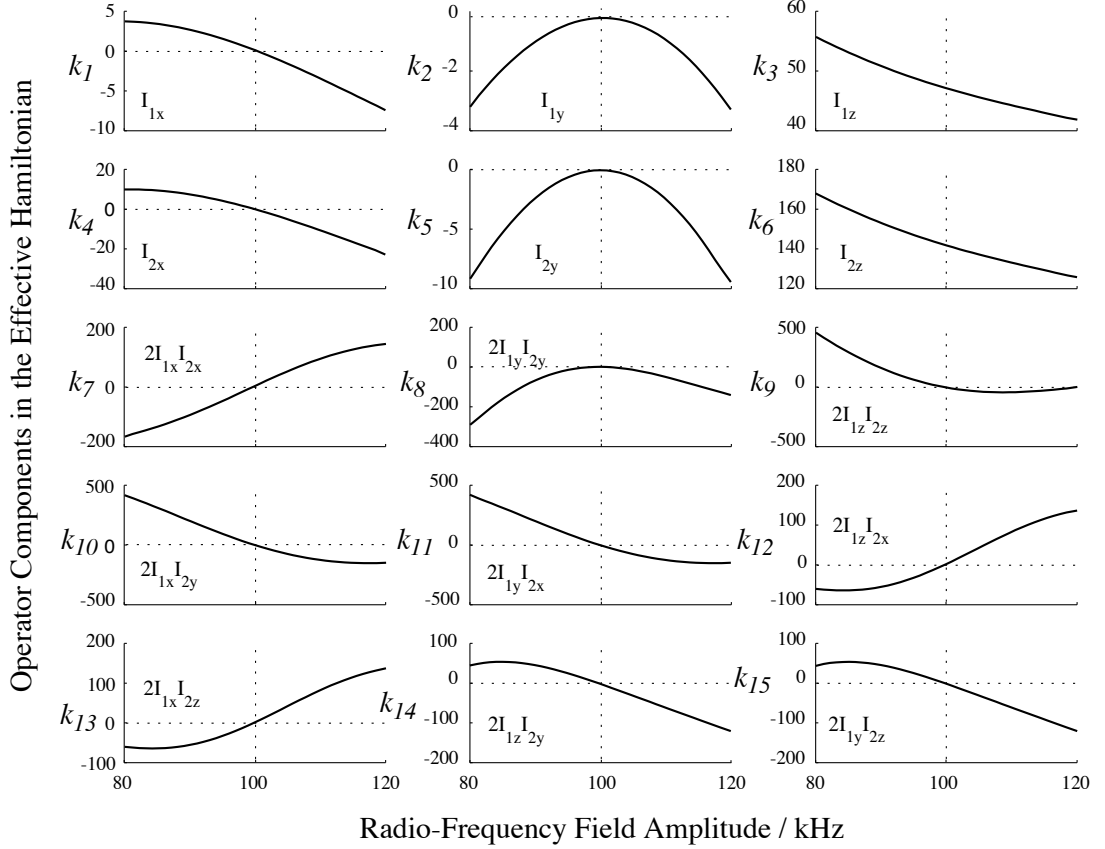 Operator Components in the Effective Hamiltonian
5
0
-5
-10
k1
I1x
0
-2
-4
k2
I1y
60
50
40
k3
I1z
20
0
-20
-40
k4
I2x
0
-5
-10
k5
I2y
180
160
140
120
k6
I2z
200
0
-200
k7
2I1xI2x
200
0
-200
-400
k8
2I1yI2y
500
0
-500
k9
2I1zI2z
500
0
-500
k10
2I1xI2y
500
0
-500
k11
2I1yI2x
200
100
0
-100
k12
2I1zI2x
200
100
0
-100
k13
2I1xI2z
80 100 120
100
0
-100
-200
k14
2I1zI2y
80 100 120
100
0
-100
-200
k15
2I1yI2z
80 100 120
Radio-Frequency Field Amplitude / kHz